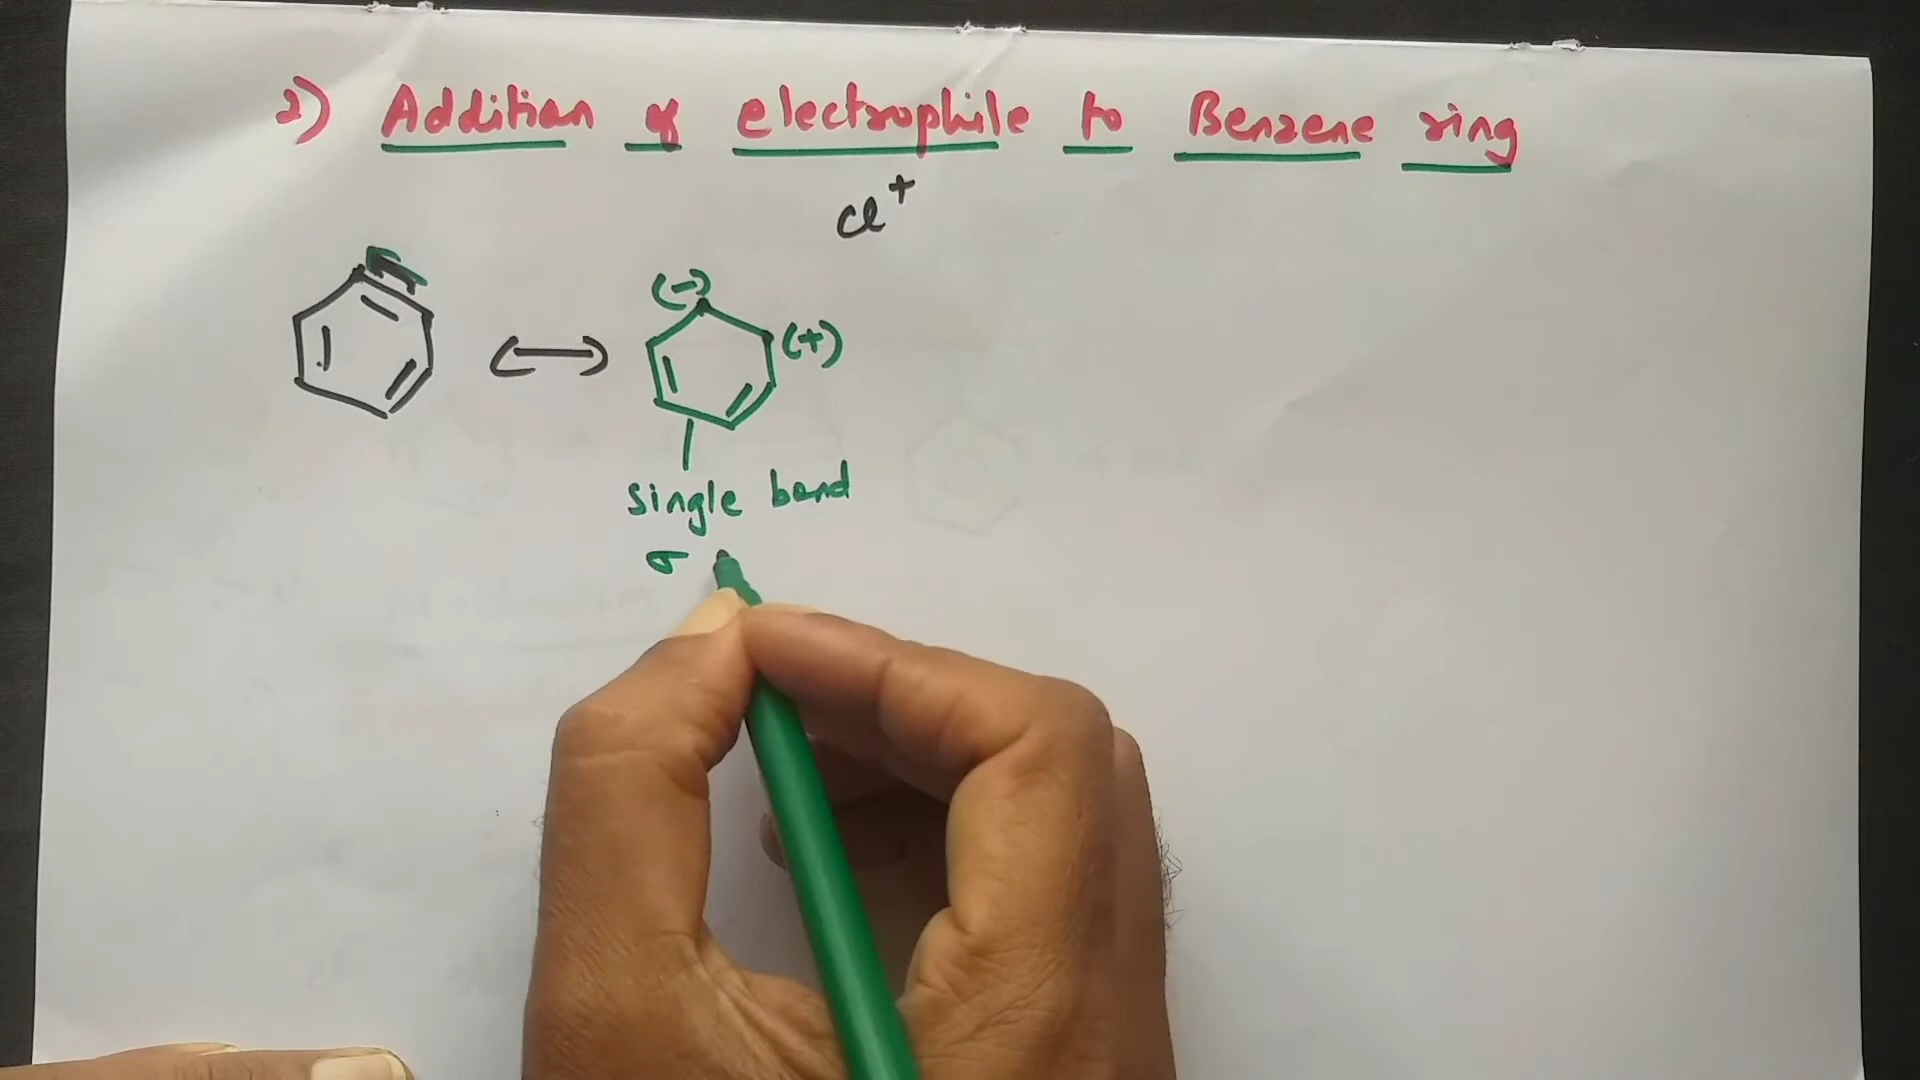 2) Addition of electrophile to Benzene ring
Cl+
(-)
(+)
Single bond
σ